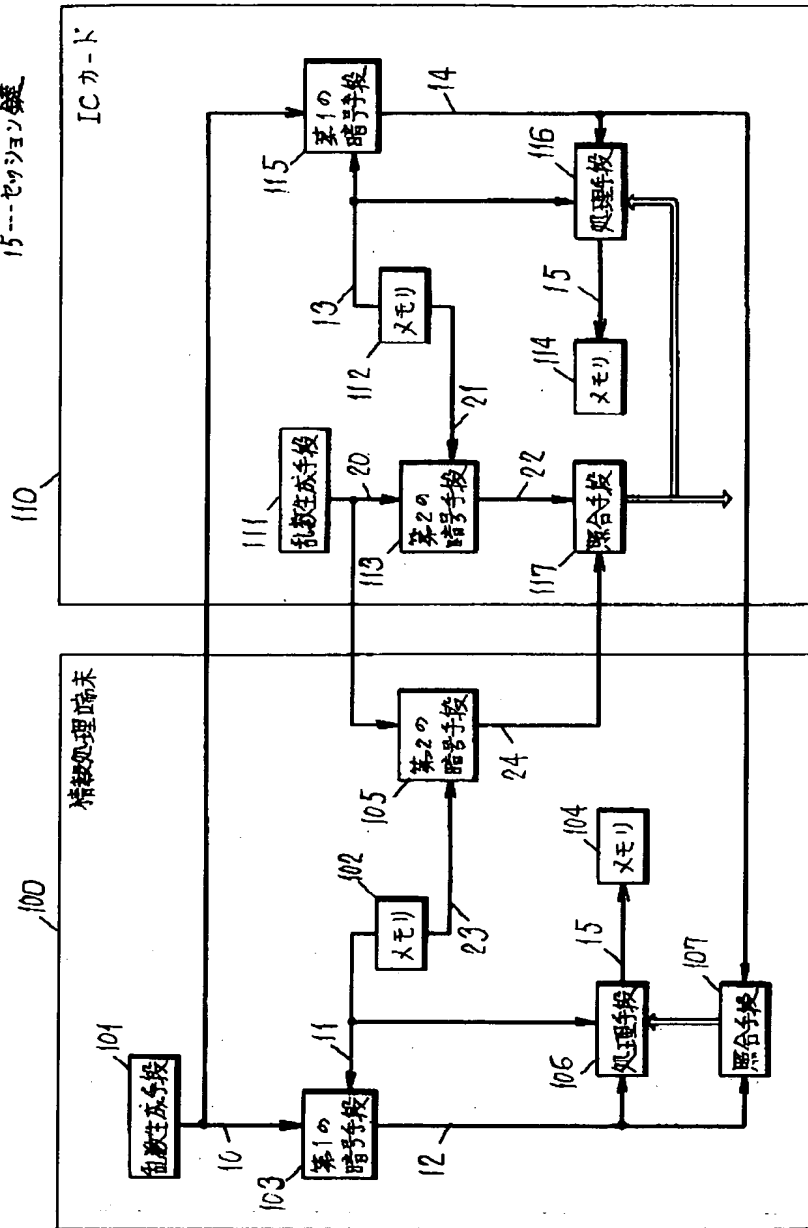 15---セッション鍵
100
110
情報処理端末
ICカード
101
乱数生成手段
10
103
第1の
暗号手段
11
12
102
メモリ
23
105
第2の
暗号手段
24
106
処理手段
15
104
メモリ
107
照合手段
111
乱数生成手段
20
113
第2の
暗号手段
21
22
112
メモリ
13
115
第1の
暗号手段
14
117
照合手段
114
メモリ
15
116
処理手段